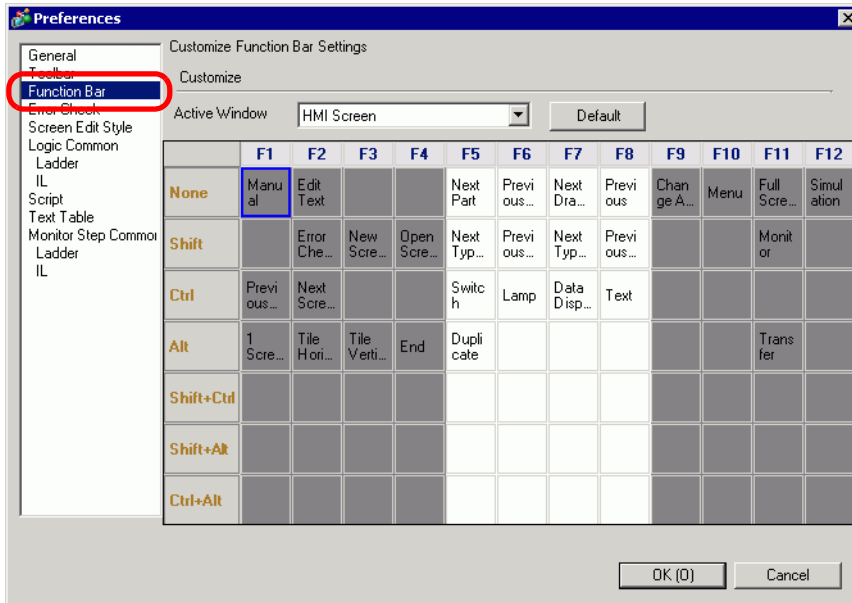 Preferences
General
Toolbar
Function Bar
Error Check
Screen Edit Style
Logic Common
Ladder
IL
Script
Text Table
Monitor Step Commo
Ladder
IL
Customize Function Bar Settings
Customize
Active Window HMI Screen Default
F1 F2 F3 F4 F5 F6 F7 F8 F9 F10 F11 F12
None Manu Edit Next Previ Next Previ Chan Menu Full Simul
al Text Part ous... Dra... ous ge A... Scre... ation
Shift Error New Open Next Previ Next Previ Monit
Che... Scre... Scre... Typ... ous... Typ... ous... or
Ctrl Previ Next Switc Lamp Data Text
ous... Scre... h Disp...
Alt 1 Tile Tile End Dupli Trans
Scre... Hori... Verti... cate fer
Shift+Ctrl
Shift+Alt
Ctrl+Alt
OK (O) Cancel